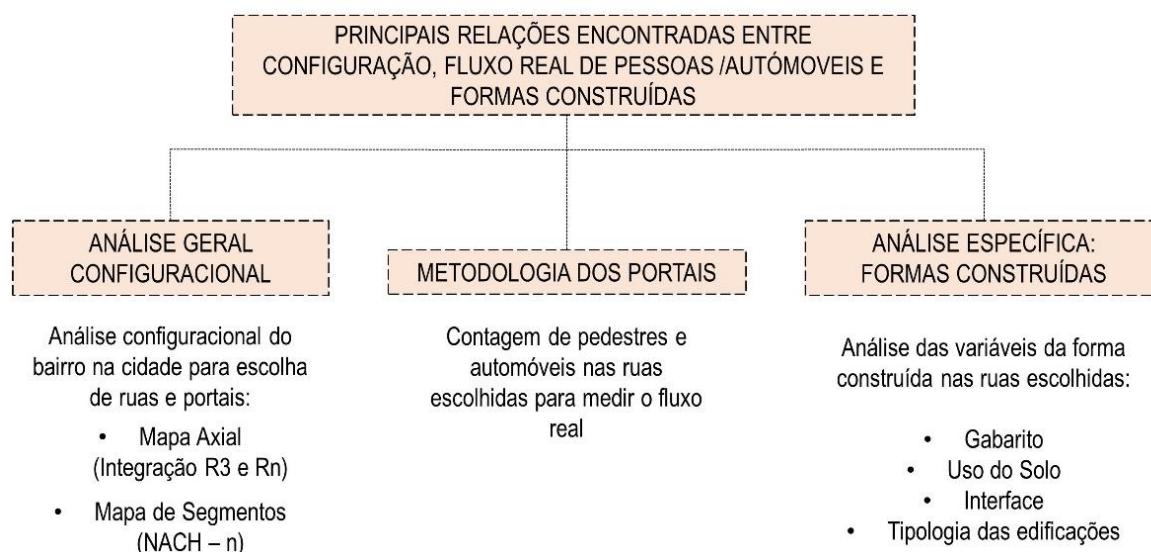 PRINCIPAIS RELAÇÕES ENCONTRADAS ENTRE
CONFIGURAÇÃO, FLUXO REAL DE PESSOAS /AUTÓMOVEIS E
FORMAS CONSTRUÍDAS
ANÁLISE GERAL
CONFIGURACIONAL
Análise configuracional do
bairro na cidade para escolha
de ruas e portais:
• Mapa Axial
(Integração R3 e Rn)
• Mapa de Segmentos
(NACH – n)
METODOLOGIA DOS PORTAIS
Contagem de pedestres e
automóveis nas ruas
escolhidas para medir o fluxo
real
ANÁLISE ESPECÍFICA:
FORMAS CONSTRUÍDAS
Análise das variáveis da forma
construída nas ruas escolhidas:
• Gabarito
• Uso do Solo
• Interface
• Tipologia das edificações